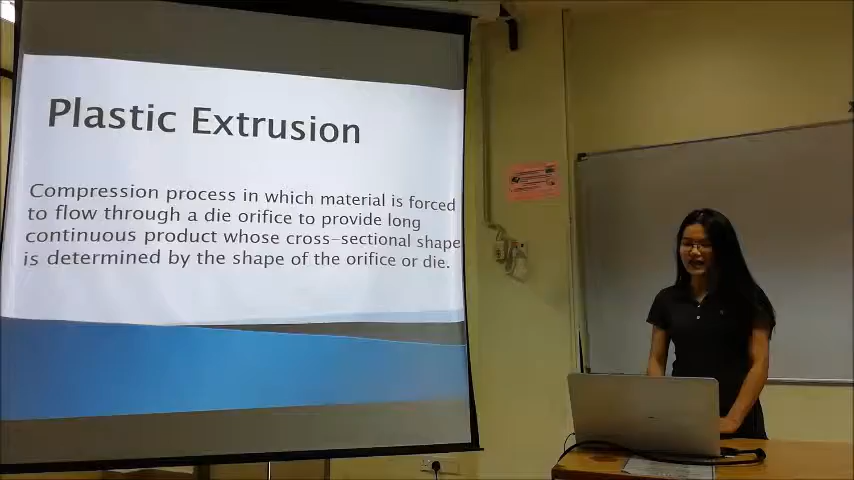 Plastic Extrusion
Compression process in which material is forced
to flow through a die orifice to provide long
continuous product whose cross-sectional shape
is determined by the shape of the orifice or die.